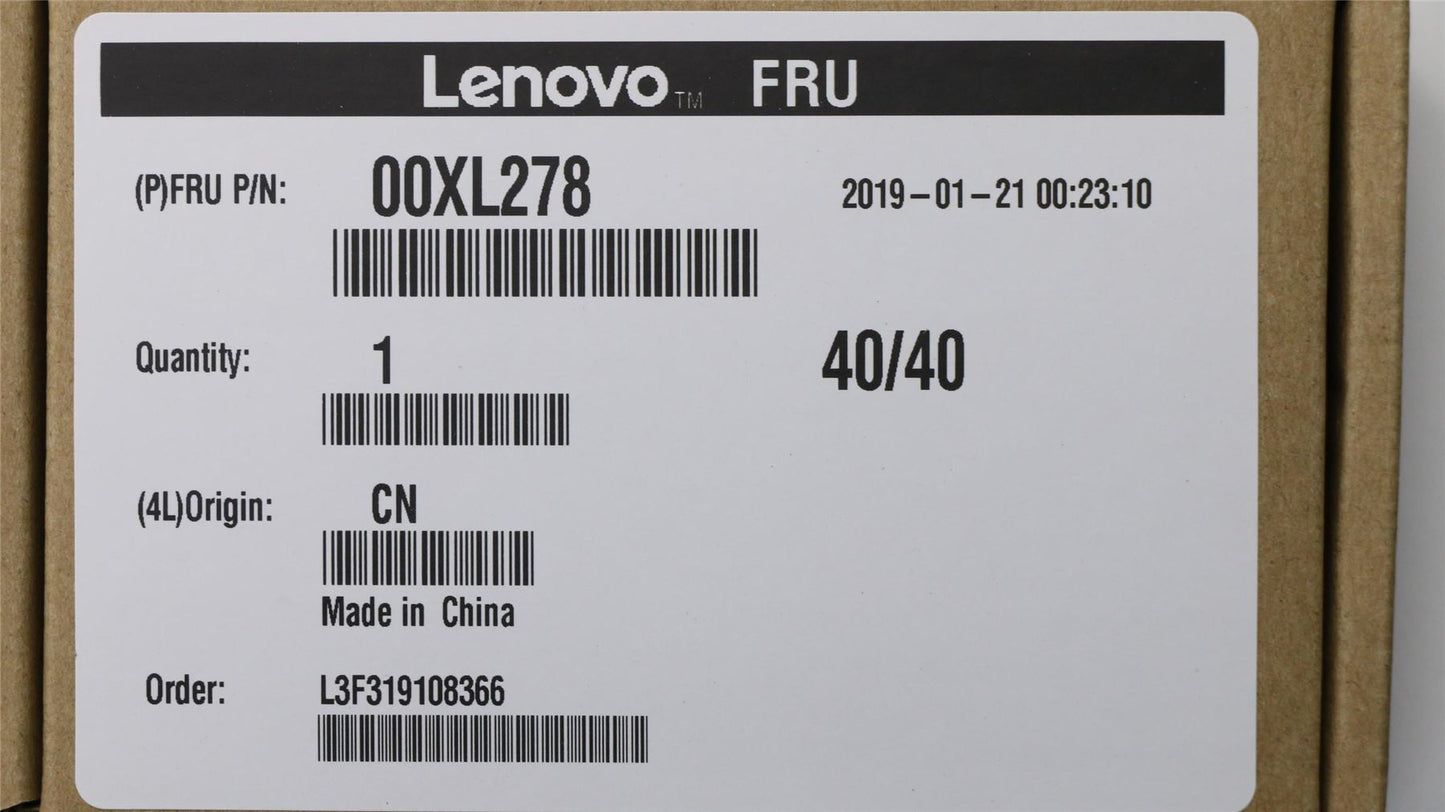 Lenovo™ FRU
(P)FRU P/N: 00XL278 2019-01-21 00:23:10
Quantity: 1 40/40
(4L)Origin: CN
Made in China
Order: L3F319108366